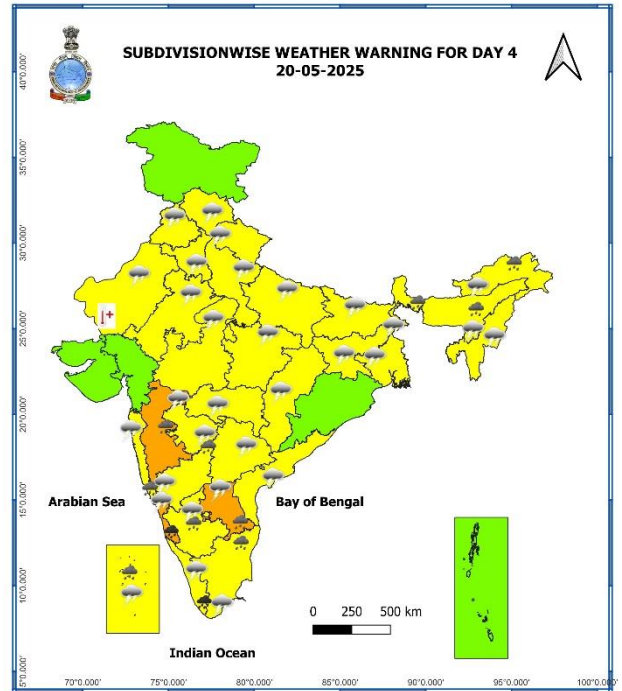 SUBDIVISIONWISE WEATHER WARNING FOR DAY 4
20-05-2025
40°0.000'
35°0.000'
30°0.000'
25°0.000'
20°0.000'
15°0.000'
10°0.000'
5°0.000'
Arabian Sea
Bay of Bengal
0 250 500 km
Indian Ocean
70°0.000' 75°0.000' 80°0.000' 85°0.000' 90°0.000' 95°0.000' 100°0.000'